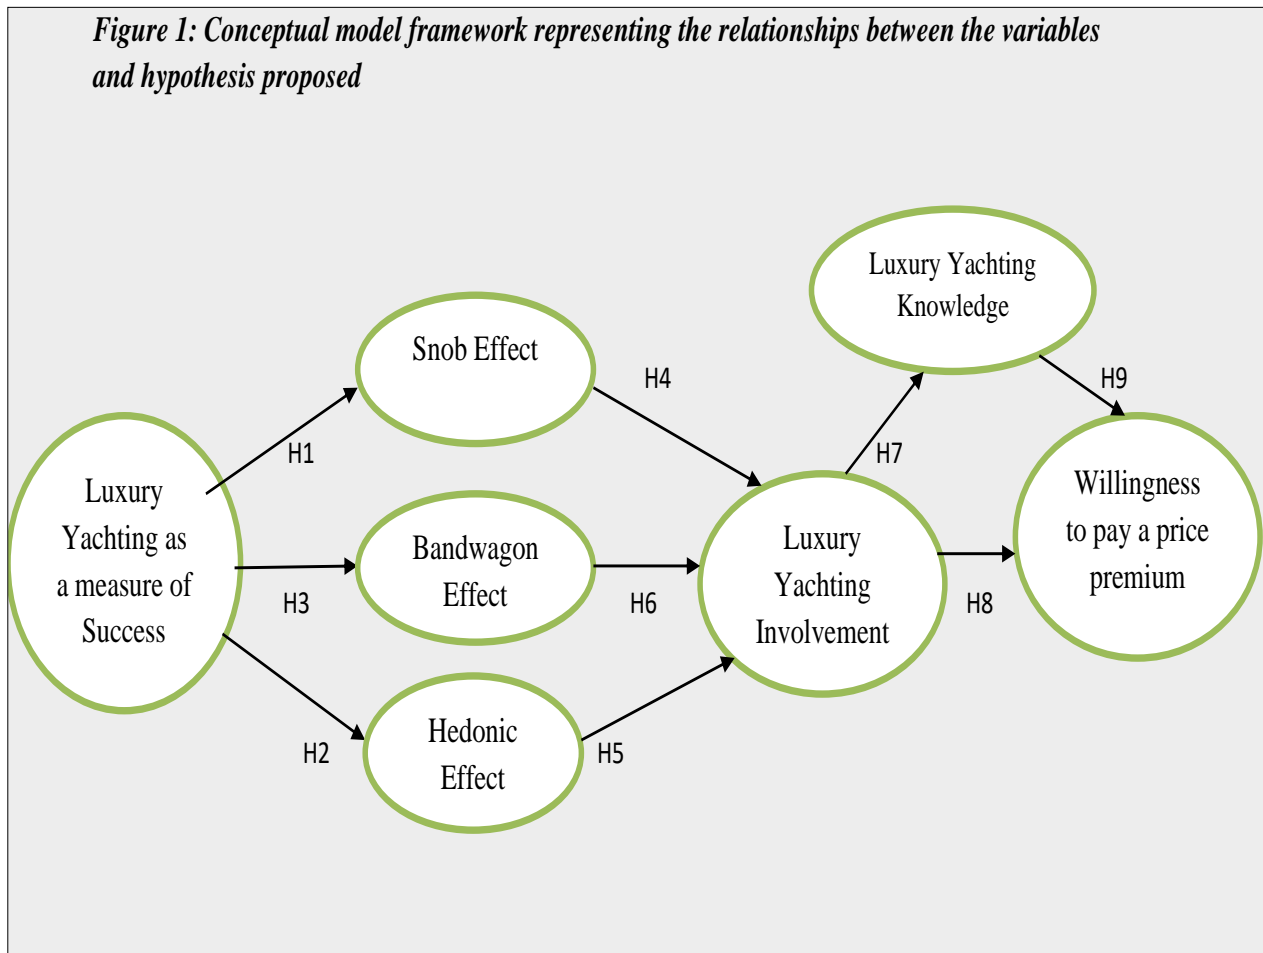 Figure 1: Conceptual model framework representing the relationships between the variables
and hypothesis proposed
Luxury
Yachting as
a measure of
Success
H1
H3
H2
Snob Effect
Bandwagon
Effect
Hedonic
Effect
H4
H6
H5
Luxury
Yachting
Involvement
H7
H8
Luxury Yachting
Knowledge
H9
Willingness
to pay a price
premium